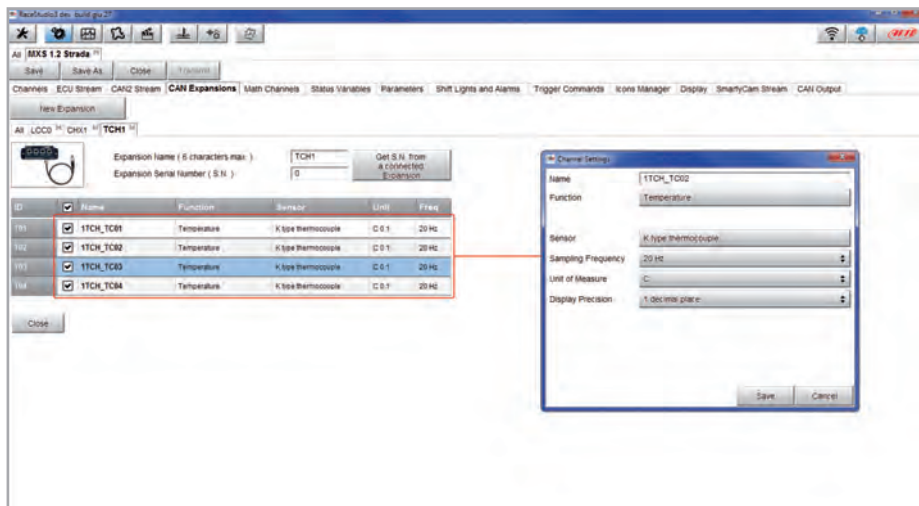 RaceStudio3 dev build giu 27
All MXS 1.2 Strada
Save Save As Close Transmit
Channels ECU Stream CAN2 Stream CAN Expansions Math Channels Status Variables Parameters Shift Lights and Alarms Trigger Commands Icons Manager Display SmartyCam Stream CAN Output
New Expansion
All LCC0 CHX1 TCH1
Expansion Name ( 6 characters max. ) TCH1
Expansion Serial Number ( S.N. ) 0
Get S.N. from
a connected
Expansion
ID Name Function Sensor Unit Freq
1TCH_TC01 Temperature K type thermocouple C 0.1 20 Hz
1TCH_TC02 Temperature K type thermocouple C 0.1 20 Hz
1TCH_TC03 Temperature K type thermocouple C 0.1 20 Hz
1TCH_TC04 Temperature K type thermocouple C 0.1 20 Hz
Close
Channel Settings
Name 1TCH_TC02
Function Temperature
Sensor K type thermocouple
Sampling Frequency 20 Hz
Unit of Measure C
Display Precision 1 decimal place
Save Cancel